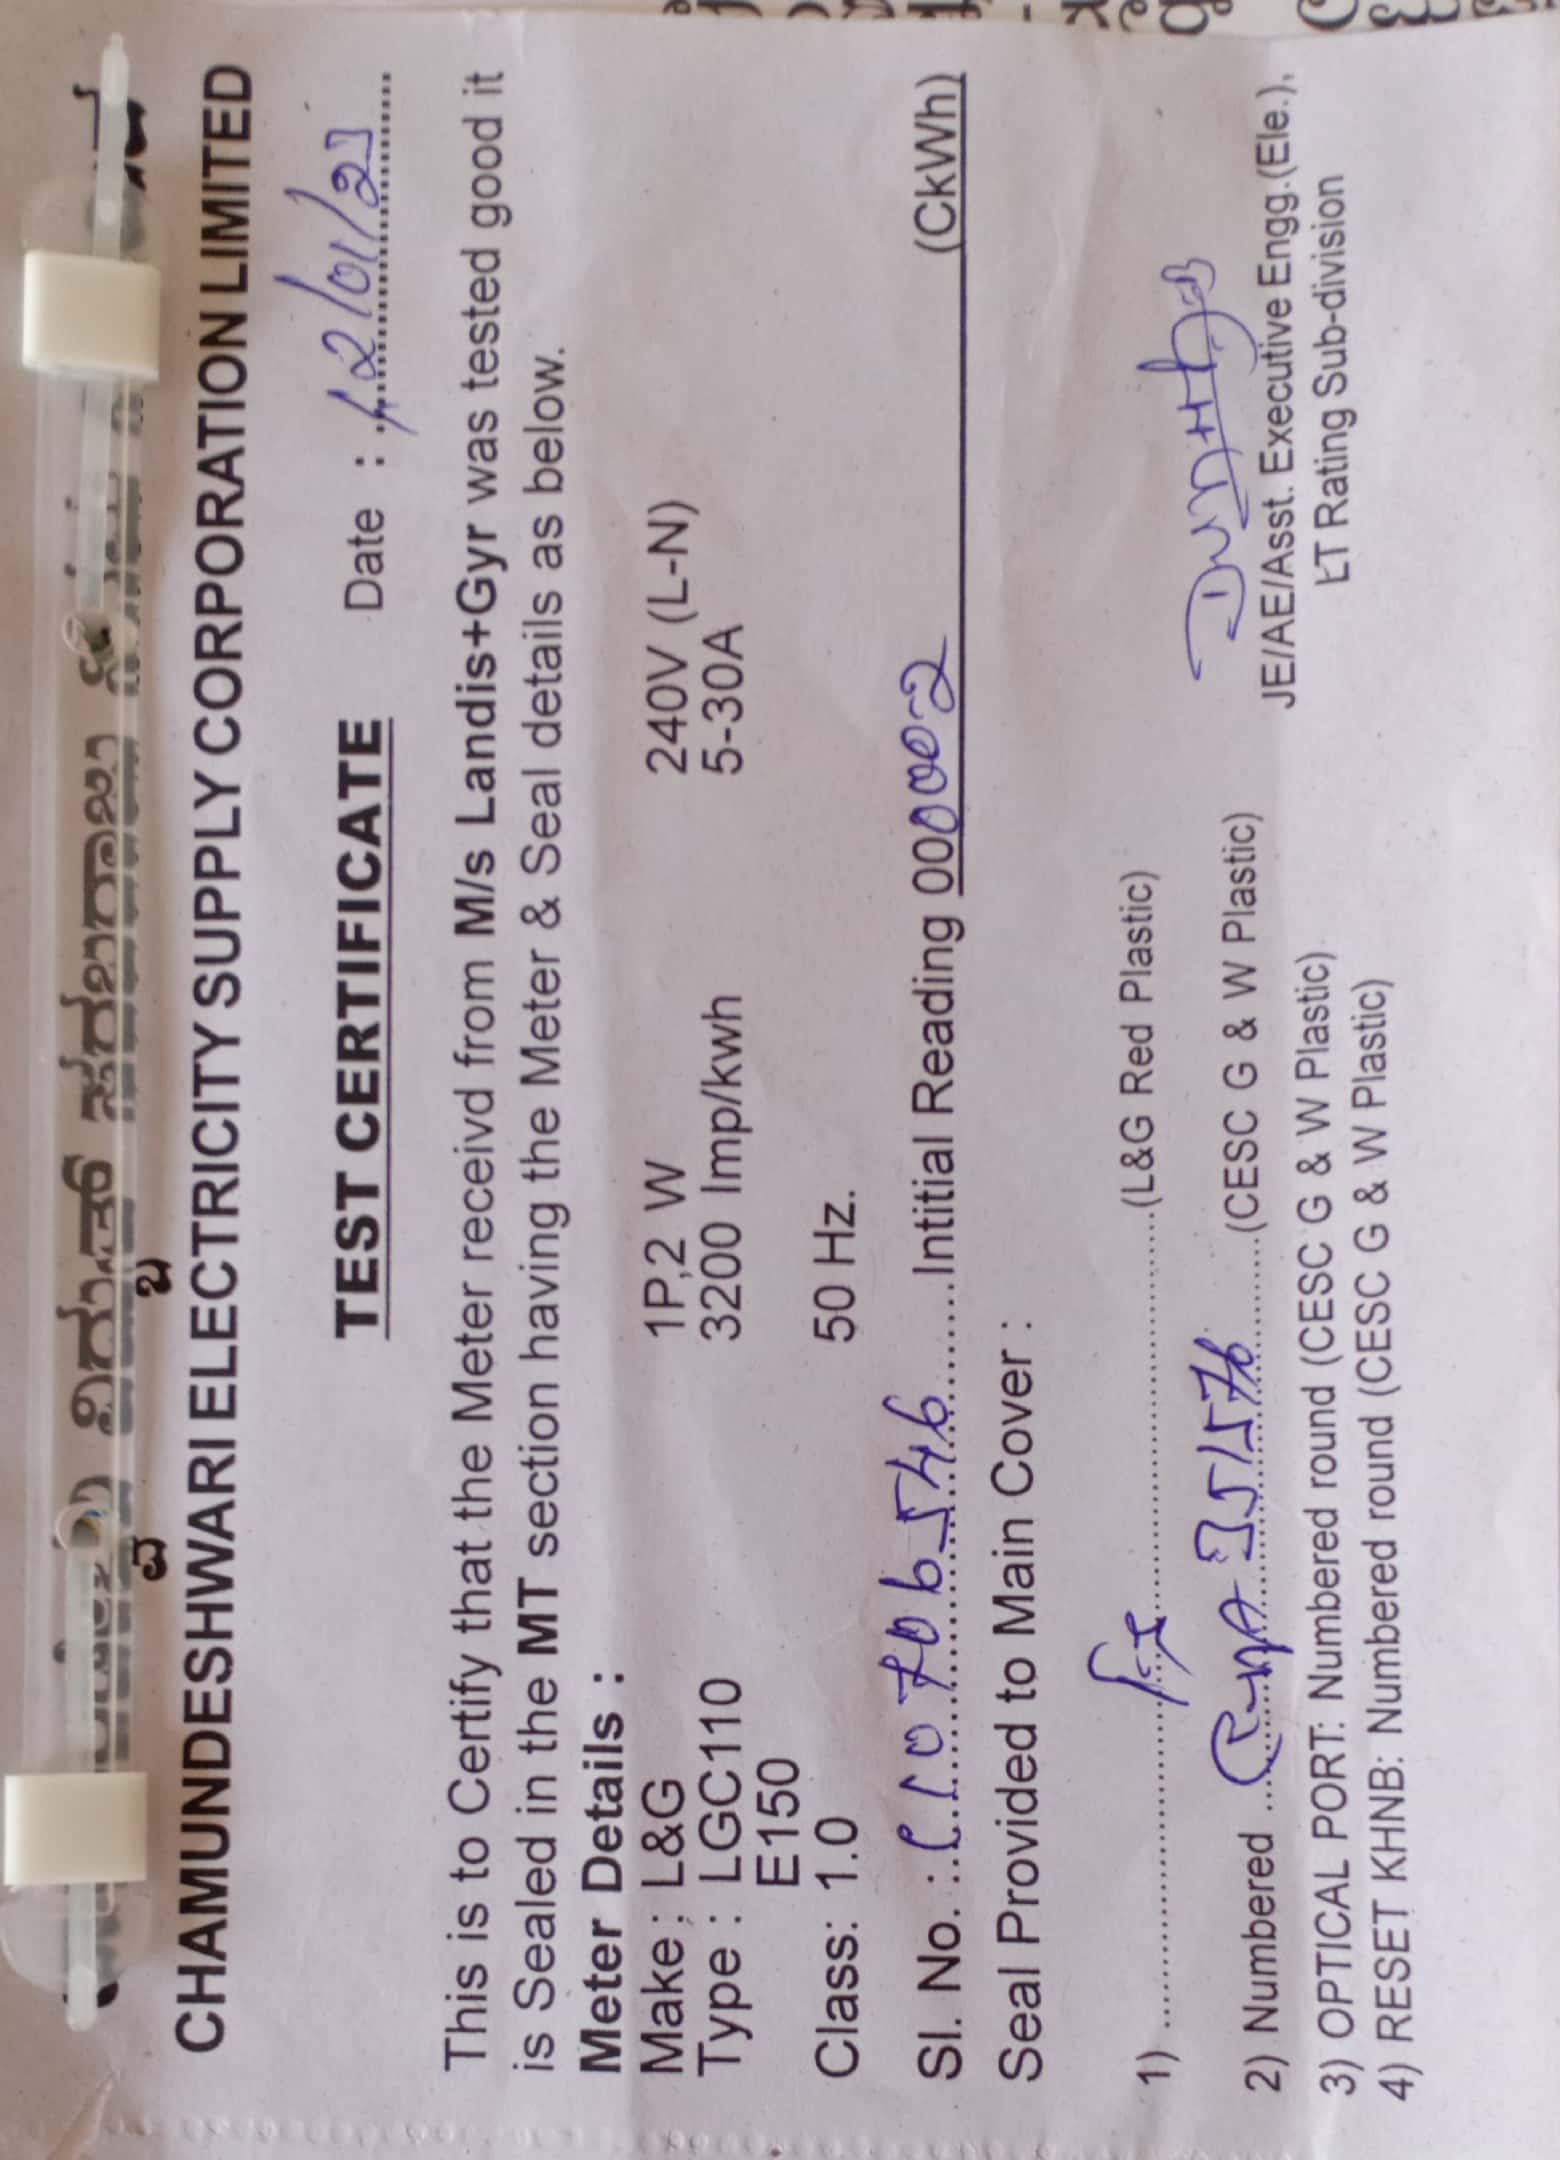 CHAMUNDESHWARI ELECTRICITY SUPPLY CORPORATION LIMITED
TEST CERTIFICATE Date :
This is to Certify that the Meter receivd from M/s Landis+Gyr was tested good it
is Sealed in the MT section having the Meter & Seal details as below.
Meter Details :
Make : L&G 1P,2 W 240V (L-N)
Type : LGC110 3200 Imp/kwh 5-30A
E150
Class: 1.0 50 Hz.
Sl. No. : Intitial Reading 000002 (CkWh)
Seal Provided to Main Cover :
1) (L&G Red Plastic)
2) Numbered (CESC G & W Plastic)
3) OPTICAL PORT: Numbered round (CESC G & W Plastic)
4) RESET KHNB: Numbered round (CESC G & W Plastic)
JE/AE/Asst. Executive Engg.(Ele.),
LT Rating Sub-division